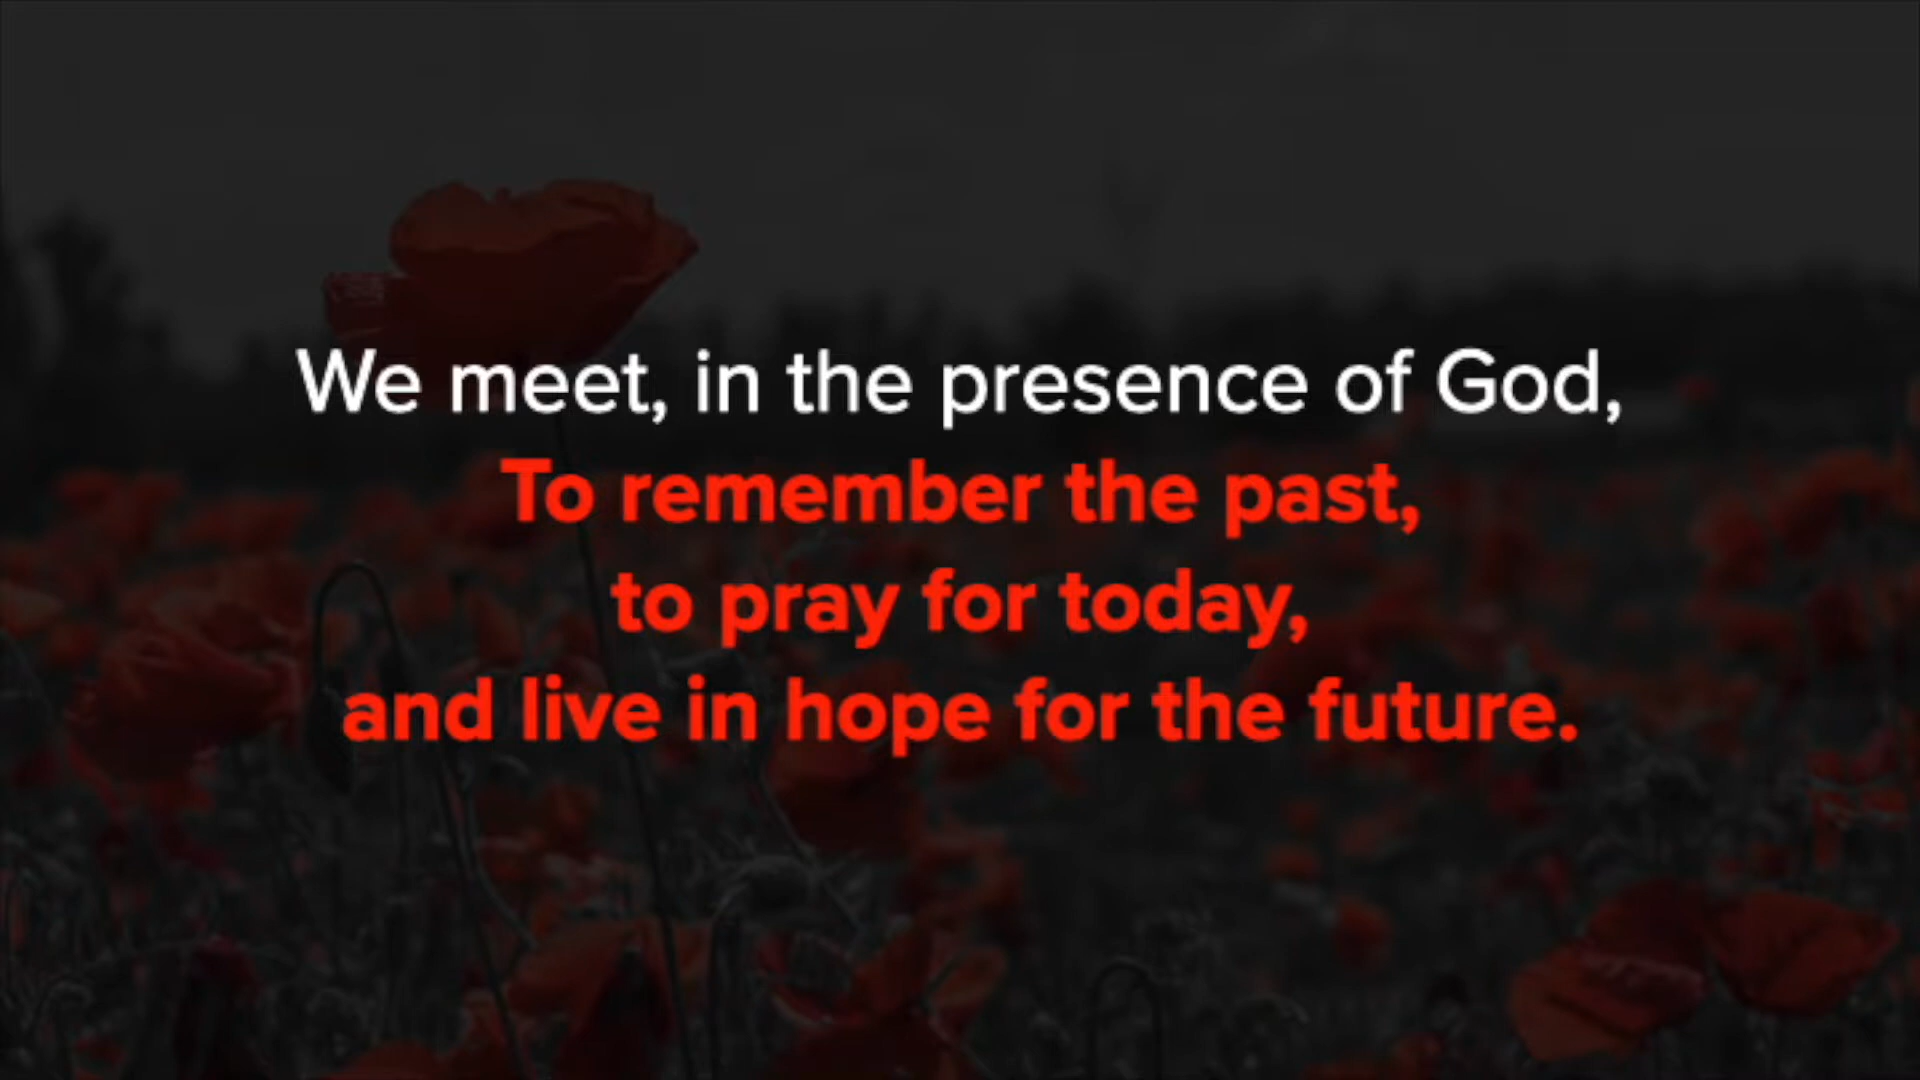 We meet, in the presence of God,
To remember the past,
to pray for today,
and live in hope for the future.